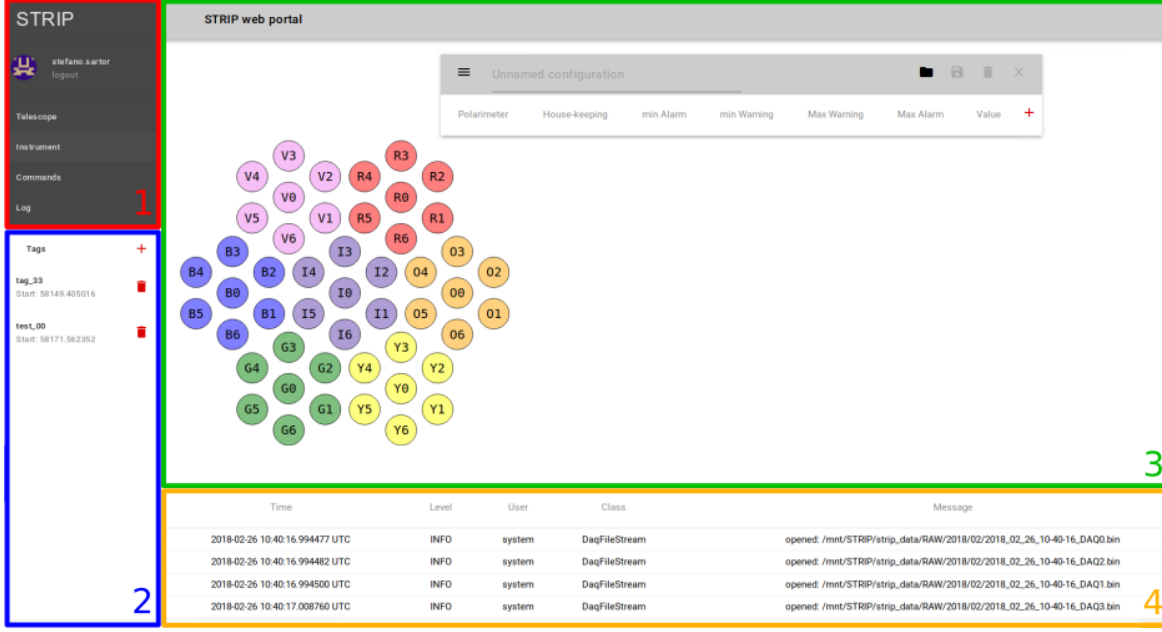 STRIP
stefano.sartor
logout
Telescope
Instrument
Commands
Log
1
Tags +
tag_33
Start: 58149.405016
test_00
Start: 58171.562352
2
STRIP web portal
Unnamed configuration
Polarimeter House-keeping min Alarm min Warning Max Warning Max Alarm Value +
V3 R3
V4 V2 R4 R2
V0 R0
V5 V1 R5 R1
V6 R6
B3 I3 O3
B4 B2 I4 I2 O4 O2
B0 I0 O0
B5 B1 I5 I1 O5 O1
B6 I6 O6
G3 Y3
G4 G2 Y4 Y2
G0 Y0
G5 G1 Y5 Y1
G6 Y6
3
Time Level User Class Message
2018-02-26 10:40:16.994477 UTC INFO system DaqFileStream opened: /mnt/STRIP/strip_data/RAW/2018/02/2018_02_26_10-40-16_DAQ0.bin
2018-02-26 10:40:16.994482 UTC INFO system DaqFileStream opened: /mnt/STRIP/strip_data/RAW/2018/02/2018_02_26_10-40-16_DAQ2.bin
2018-02-26 10:40:16.994500 UTC INFO system DaqFileStream opened: /mnt/STRIP/strip_data/RAW/2018/02/2018_02_26_10-40-16_DAQ1.bin
2018-02-26 10:40:17.008760 UTC INFO system DaqFileStream opened: /mnt/STRIP/strip_data/RAW/2018/02/2018_02_26_10-40-16_DAQ3.bin
4